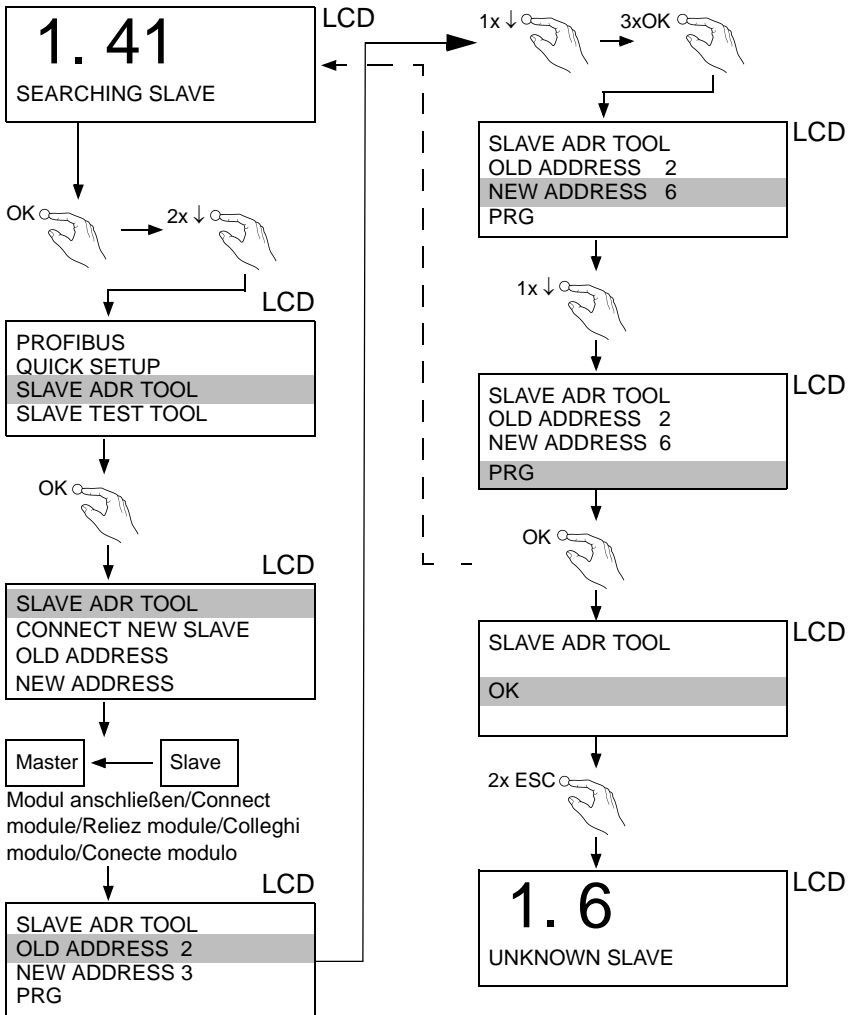 1. 41
LCD
SEARCHING SLAVE
OK
2x ↓
LCD
PROFIBUS
QUICK SETUP
SLAVE ADR TOOL
SLAVE TEST TOOL
OK
LCD
SLAVE ADR TOOL
CONNECT NEW SLAVE
OLD ADDRESS
NEW ADDRESS
Master
Slave
Modul anschließen/Connect
module/Reliez module/Colleghi
modulo/Conecte modulo
LCD
SLAVE ADR TOOL
OLD ADDRESS 2
NEW ADDRESS 3
PRG
1x ↓
3xOK
LCD
SLAVE ADR TOOL
OLD ADDRESS 2
NEW ADDRESS 6
PRG
1x ↓
LCD
SLAVE ADR TOOL
OLD ADDRESS 2
NEW ADDRESS 6
PRG
OK
LCD
SLAVE ADR TOOL
OK
2x ESC
LCD
1. 6
UNKNOWN SLAVE